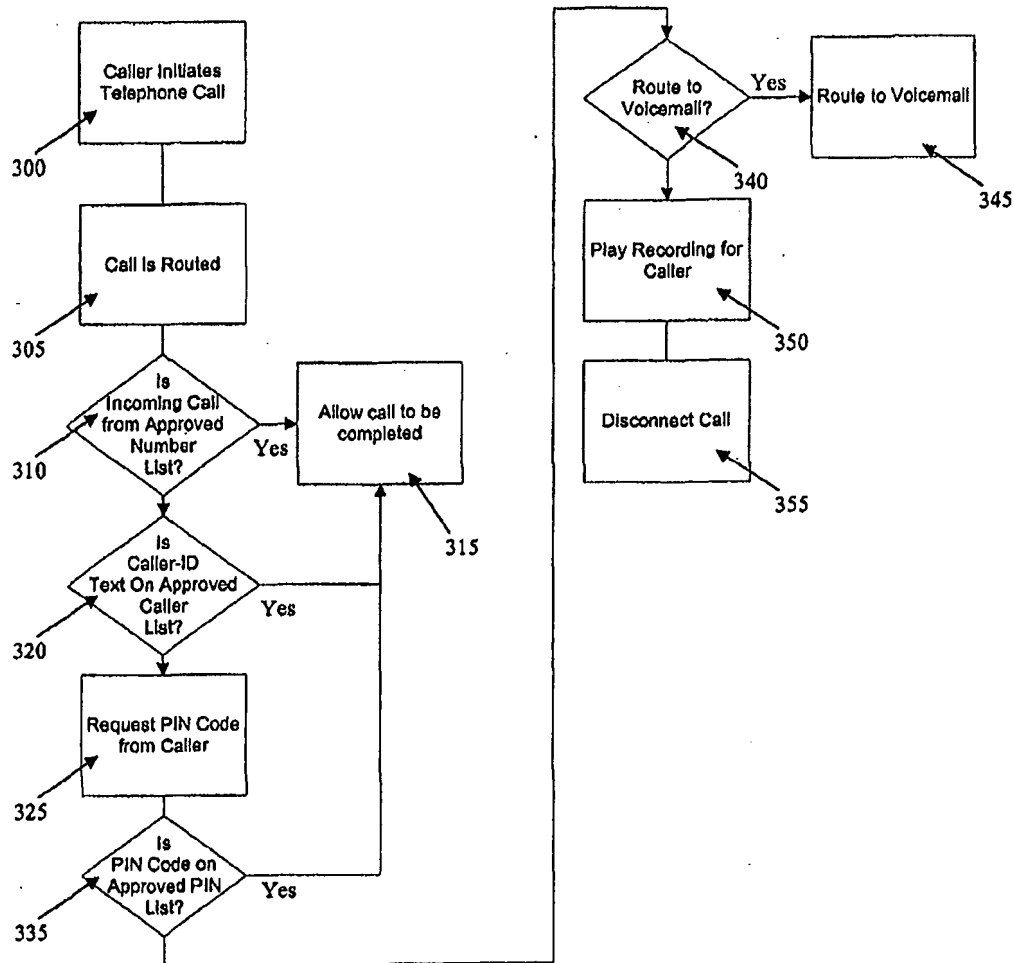 Caller Initiates
Telephone Call
300
Call Is Routed
305
Is
Incoming Call
from Approved
Number
List?
310
Yes
Allow call to be
completed
315
Is
Caller-ID
Text On Approved
Caller
List?
320
Yes
Request PIN Code
from Caller
325
Is
PIN Code on
Approved PIN
List?
335
Yes
Route to
Voicemail?
340
Yes
Route to Voicemail
345
Play Recording for
Caller
350
Disconnect Call
355